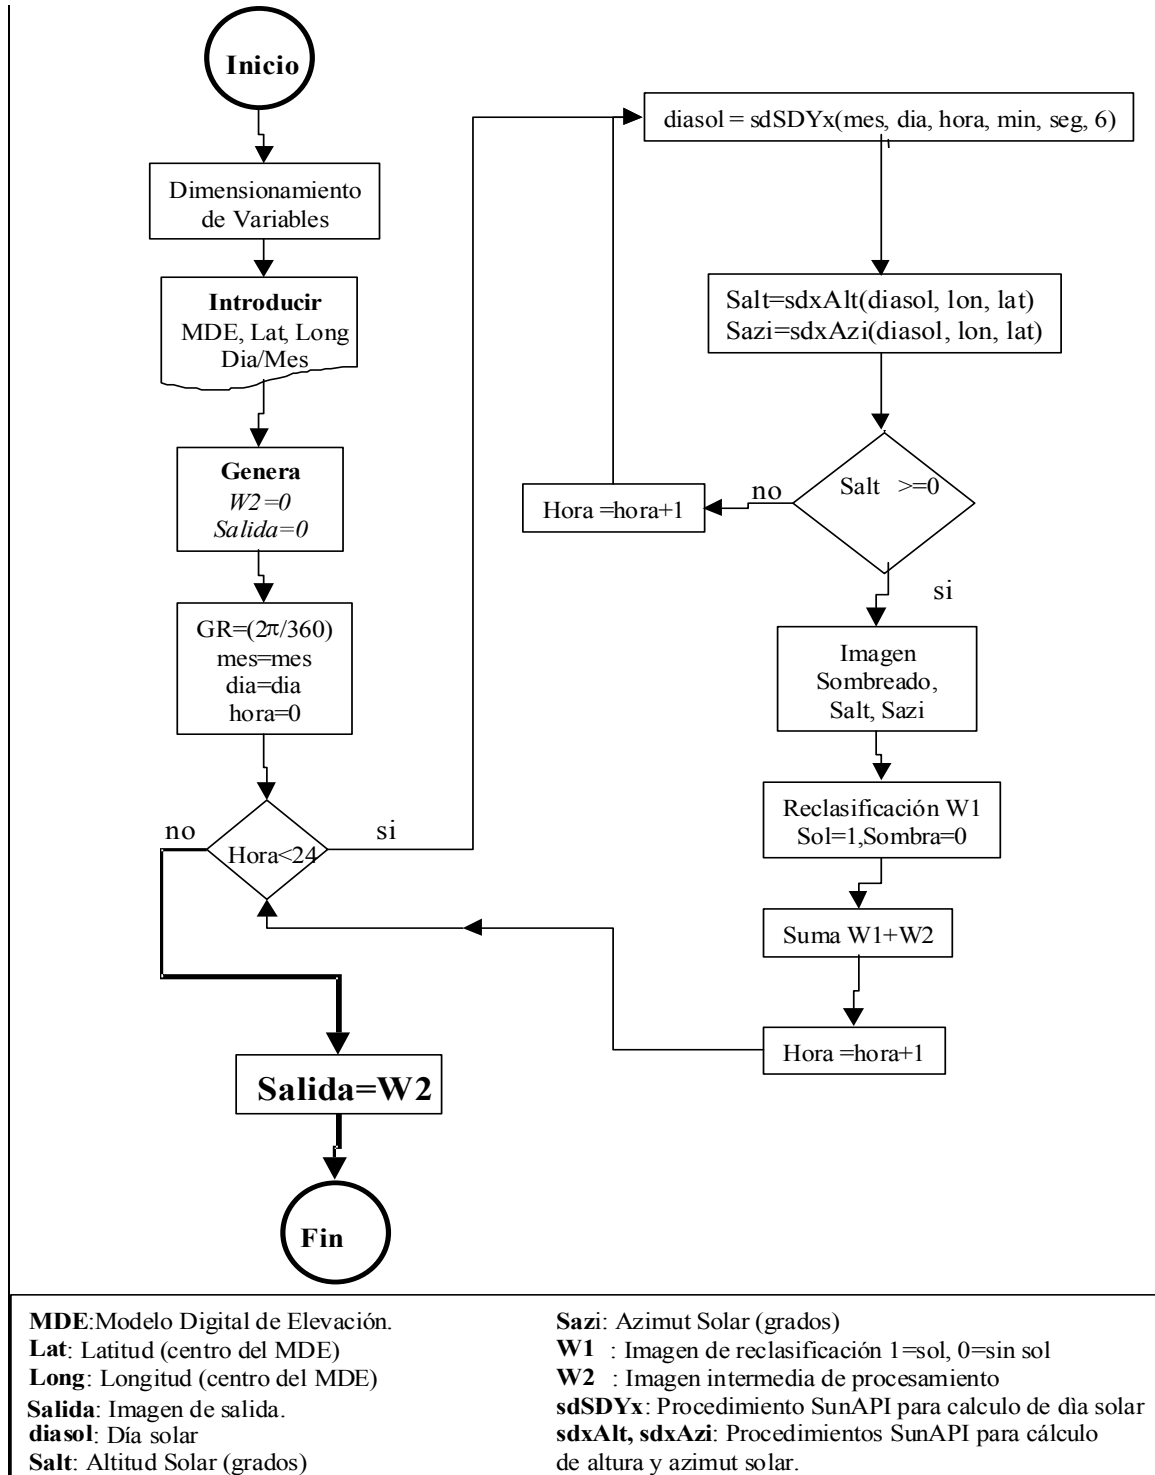 Inicio
Dimensionamiento
de Variables
Introducir
MDE, Lat, Long
Dia/Mes
Genera
W2=0
Salida=0
GR=(2π/360)
mes=mes
dia=dia
hora=0
no
Hora<24
si
Salida=W2
Fin
diasol = sdSDYx(mes, dia, hora, min, seg, 6)
Salt=sdxAlt(diasol, lon, lat)
Sazi=sdxAzi(diasol, lon, lat)
Salt >=0
no
Hora =hora+1
si
Imagen
Sombreado,
Salt, Sazi
Reclasificación W1
Sol=1,Sombra=0
Suma W1+W2
Hora =hora+1
MDE:Modelo Digital de Elevación.
Lat: Latitud (centro del MDE)
Long: Longitud (centro del MDE)
Salida: Imagen de salida.
diasol: Día solar
Salt: Altitud Solar (grados)
Sazi: Azimut Solar (grados)
W1 : Imagen de reclasificación 1=sol, 0=sin sol
W2 : Imagen intermedia de procesamiento
sdSDYx: Procedimiento SunAPI para calculo de dìa solar
sdxAlt, sdxAzi: Procedimientos SunAPI para cálculo
de altura y azimut solar.